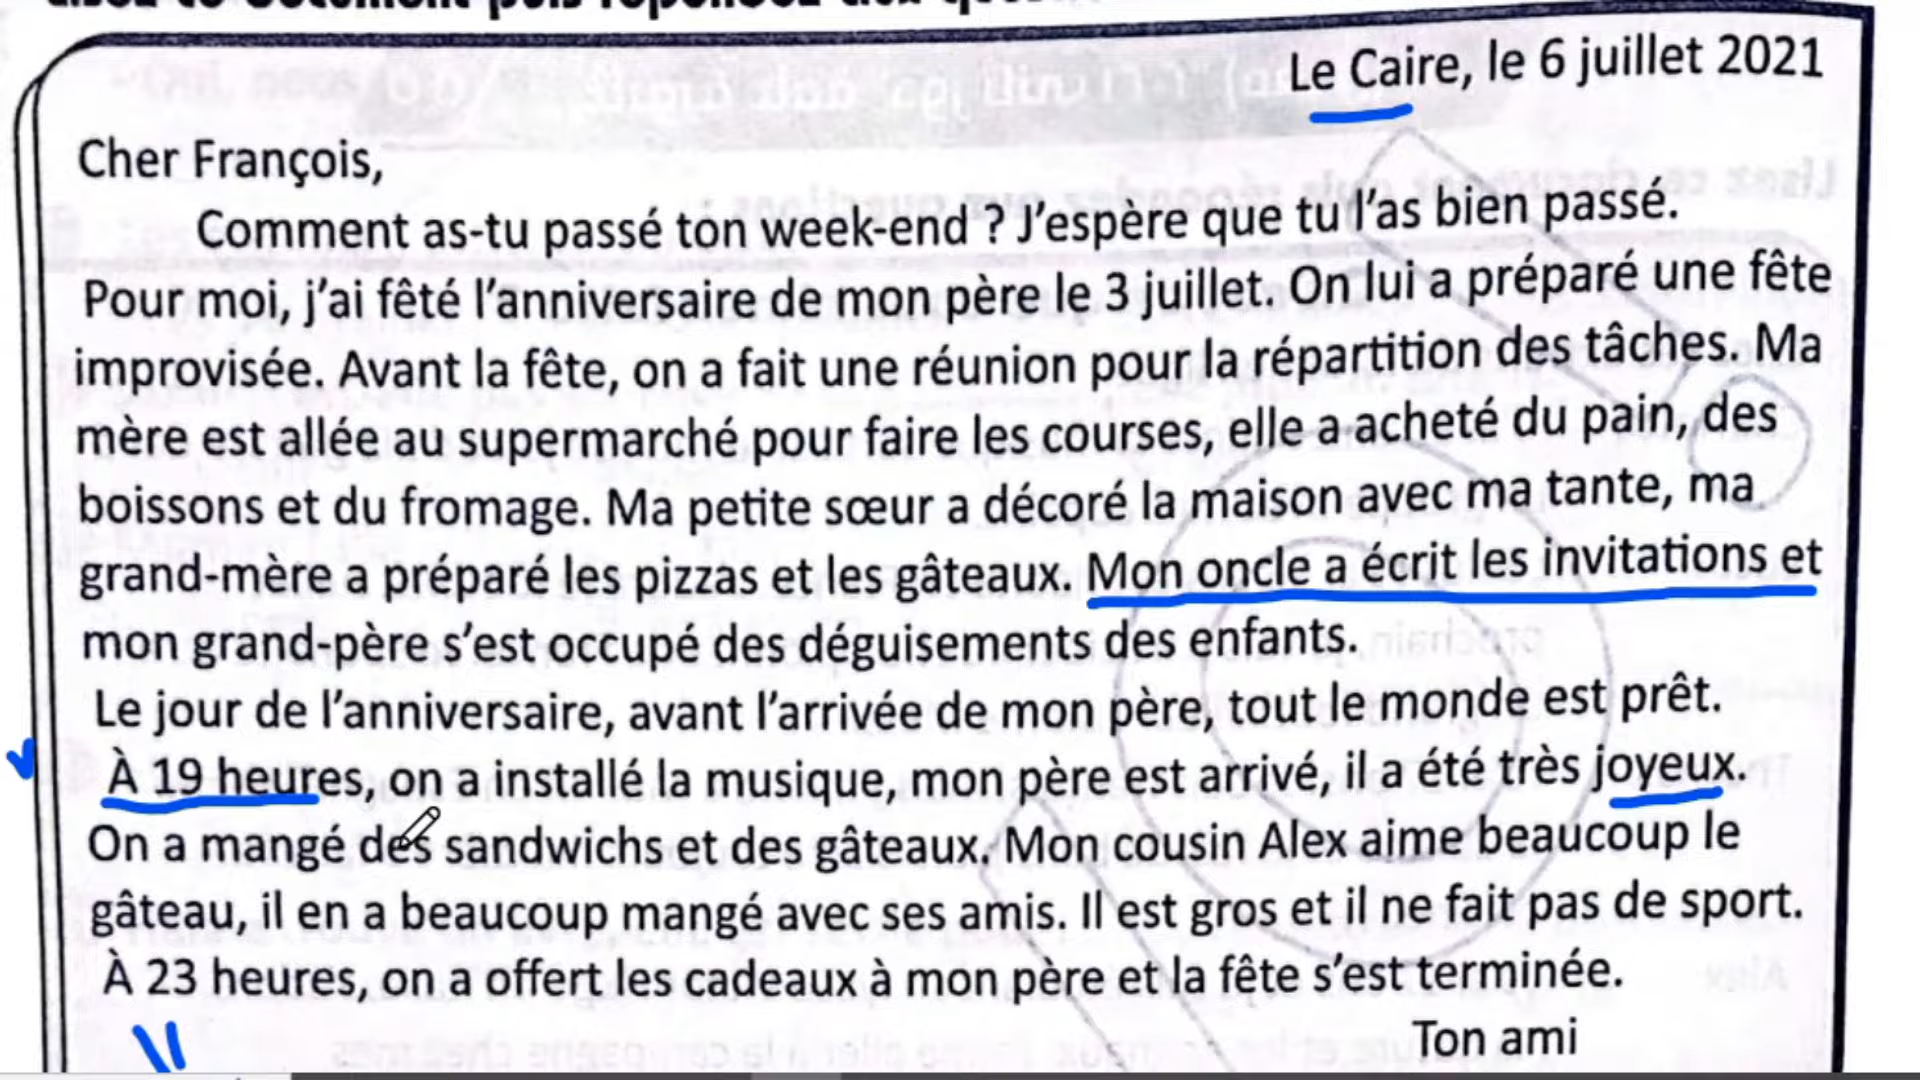 Le Caire, le 6 juillet 2021
Cher François,
Comment as-tu passé ton week-end ? J'espère que tu l'as bien passé.
Pour moi, j'ai fêté l'anniversaire de mon père le 3 juillet. On lui a préparé une fête
improvisée. Avant la fête, on a fait une réunion pour la répartition des tâches. Ma
mère est allée au supermarché pour faire les courses, elle a acheté du pain, des
boissons et du fromage. Ma petite sœur a décoré la maison avec ma tante, ma
grand-mère a préparé les pizzas et les gâteaux. Mon oncle a écrit les invitations et
mon grand-père s'est occupé des déguisements des enfants.
Le jour de l'anniversaire, avant l'arrivée de mon père, tout le monde est prêt.
À 19 heures, on a installé la musique, mon père est arrivé, il a été très joyeux.
On a mangé des sandwichs et des gâteaux. Mon cousin Alex aime beaucoup le
gâteau, il en a beaucoup mangé avec ses amis. Il est gros et il ne fait pas de sport.
À 23 heures, on a offert les cadeaux à mon père et la fête s'est terminée.
Ton ami